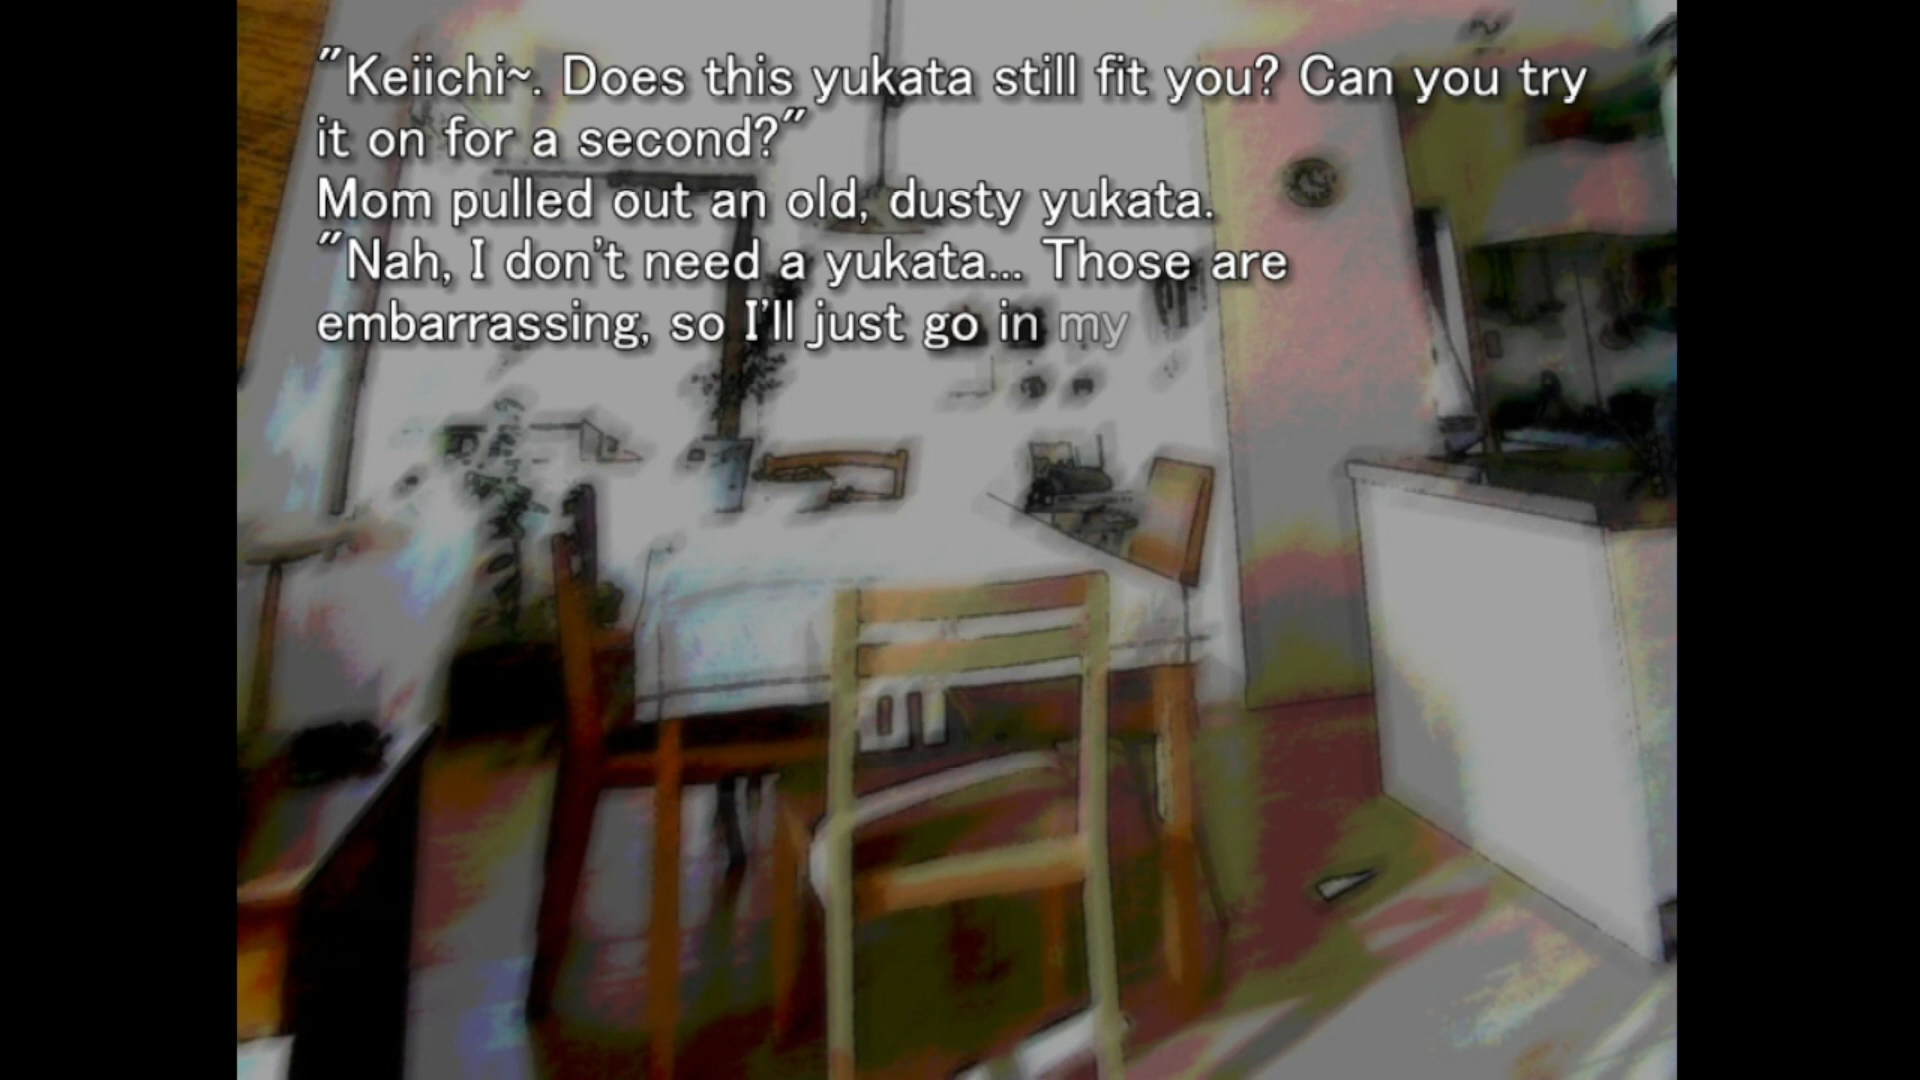 "Keiichi~. Does this yukata still fit you? Can you try
it on for a second?"
Mom pulled out an old, dusty yukata.
"Nah, I don't need a yukata... Those are
embarrassing, so I'll just go in my